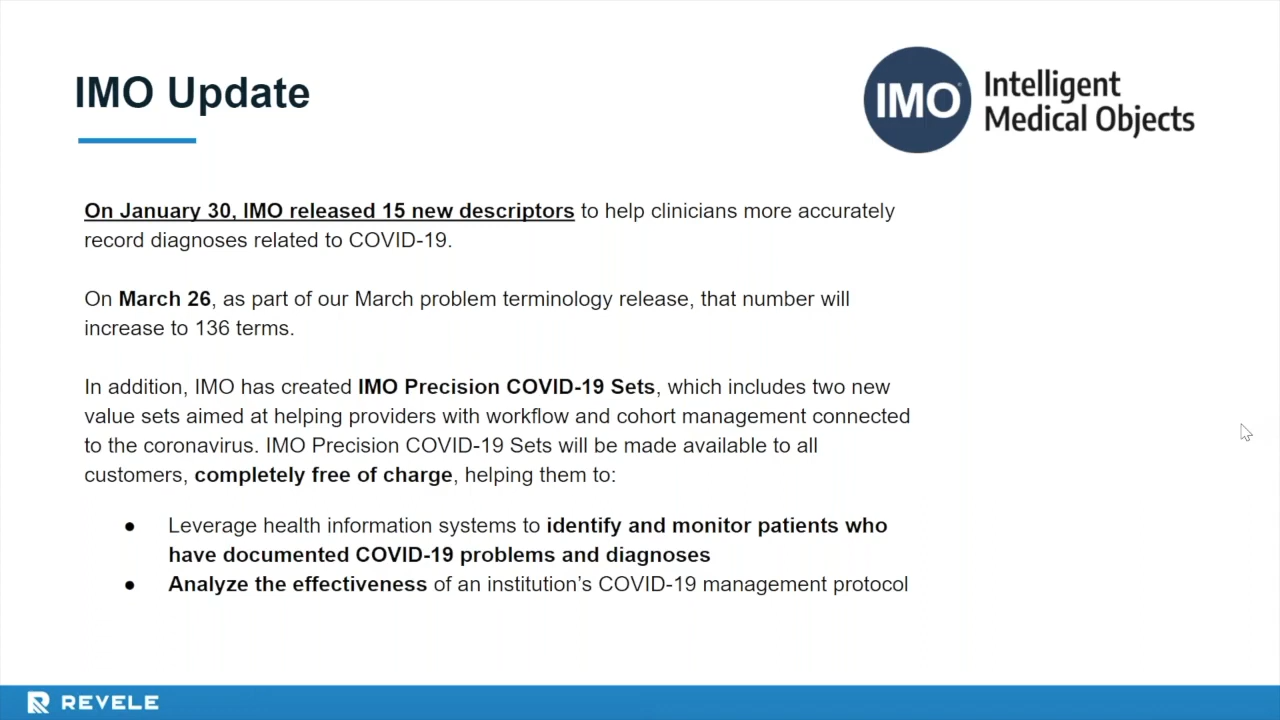 IMO Update
IMO
Intelligent
Medical Objects
On January 30, IMO released 15 new descriptors to help clinicians more accurately
record diagnoses related to COVID-19.
On March 26, as part of our March problem terminology release, that number will
increase to 136 terms.
In addition, IMO has created IMO Precision COVID-19 Sets, which includes two new
value sets aimed at helping providers with workflow and cohort management connected
to the coronavirus. IMO Precision COVID-19 Sets will be made available to all
customers, completely free of charge, helping them to:
● Leverage health information systems to identify and monitor patients who
have documented COVID-19 problems and diagnoses
● Analyze the effectiveness of an institution’s COVID-19 management protocol
REVELE